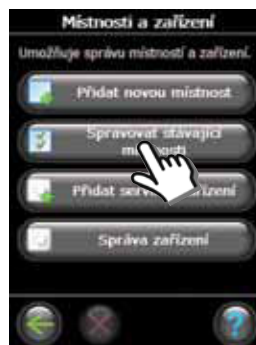 Místnosti a zařízení
Umožňuje správu místností a zařízení.
Přidat novou místnost
Spravovat stávající
Přidat
Správa zařízení
?